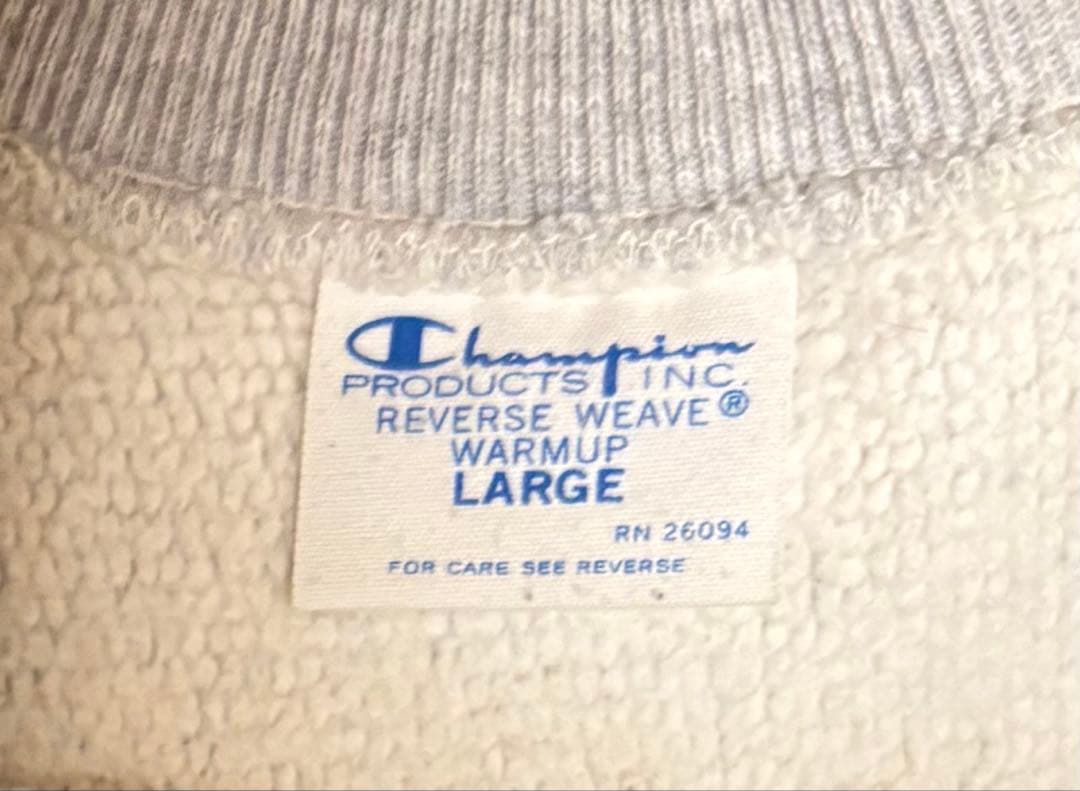 Champion
PRODUCTS INC.
REVERSE WEAVE®
WARMUP
LARGE
RN 26094
FOR CARE SEE REVERSE